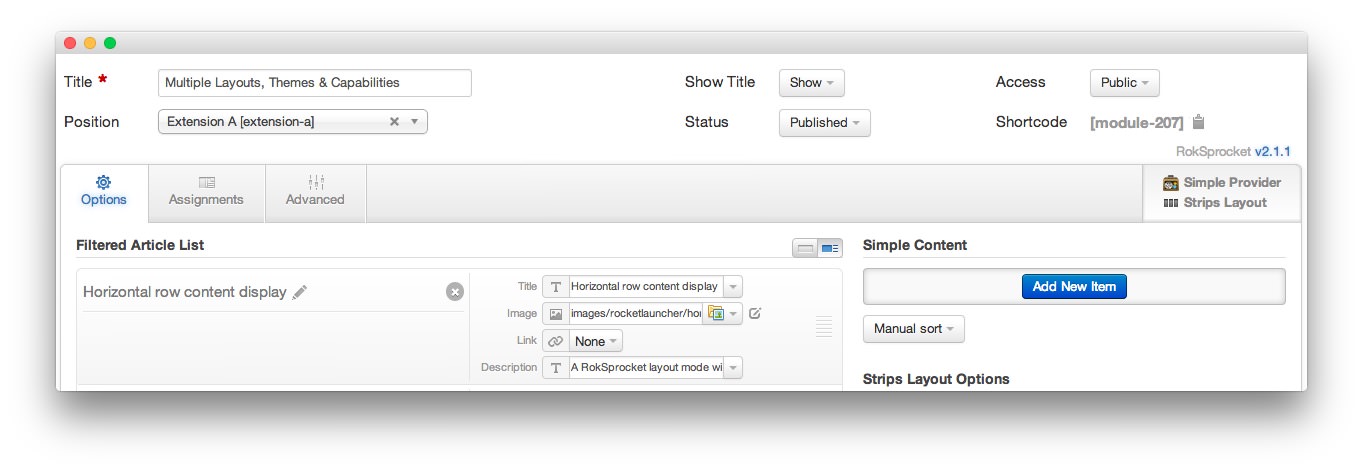 Title * Multiple Layouts, Themes & Capabilities Show Title Show Access Public
Position Extension A [extension-a] Status Published Shortcode [module-207]
RokSprocket v2.1.1
Options Assignments Advanced Simple Provider
Strips Layout
Filtered Article List Simple Content
Horizontal row content display
Title T Horizontal row content display
Image images/rocketlauncher/hor
Link None
Description T A RokSprocket layout mode wi
Add New Item
Manual sort
Strips Layout Options